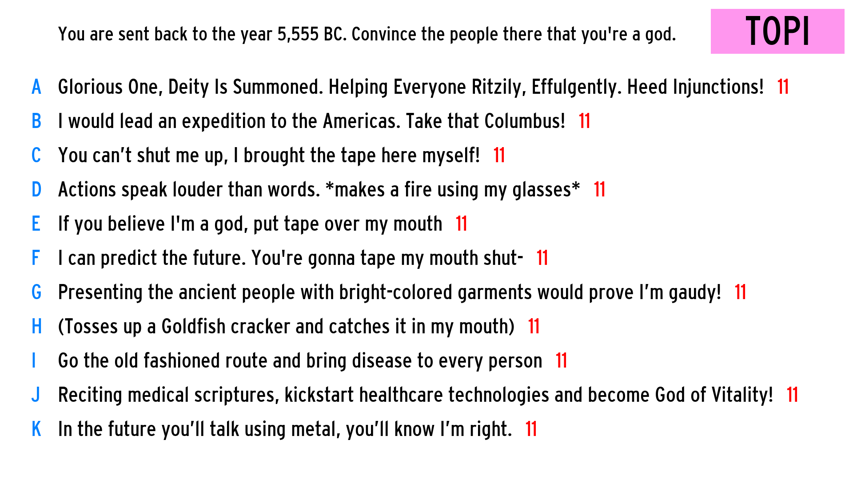 You are sent back to the year 5,555 BC. Convince the people there that you're a god.
TOPI
A Glorious One, Deity Is Summoned. Helping Everyone Ritzily, Effulgently. Heed Injunctions! 11
B I would lead an expedition to the Americas. Take that Columbus! 11
C You can’t shut me up, I brought the tape here myself! 11
D Actions speak louder than words. *makes a fire using my glasses* 11
E If you believe I'm a god, put tape over my mouth 11
F I can predict the future. You're gonna tape my mouth shut- 11
G Presenting the ancient people with bright-colored garments would prove I’m gaudy! 11
H (Tosses up a Goldfish cracker and catches it in my mouth) 11
I Go the old fashioned route and bring disease to every person 11
J Reciting medical scriptures, kickstart healthcare technologies and become God of Vitality! 11
K In the future you’ll talk using metal, you’ll know I’m right. 11